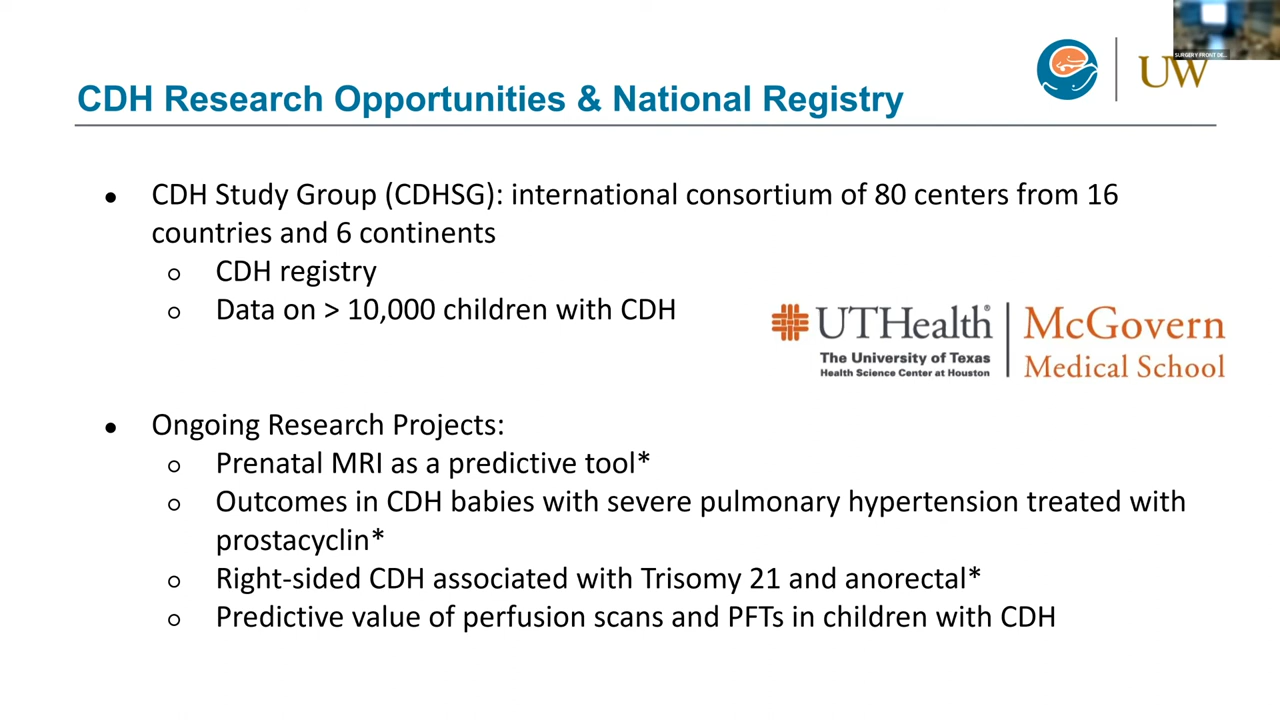 SURGERY FRONT DE...
UW
CDH Research Opportunities & National Registry
● CDH Study Group (CDHSG): international consortium of 80 centers from 16
countries and 6 continents
○ CDH registry
○ Data on > 10,000 children with CDH
UTHealth® | McGovern
The University of Texas
Health Science Center at Houston
Medical School
● Ongoing Research Projects:
○ Prenatal MRI as a predictive tool*
○ Outcomes in CDH babies with severe pulmonary hypertension treated with
prostacyclin*
○ Right-sided CDH associated with Trisomy 21 and anorectal*
○ Predictive value of perfusion scans and PFTs in children with CDH